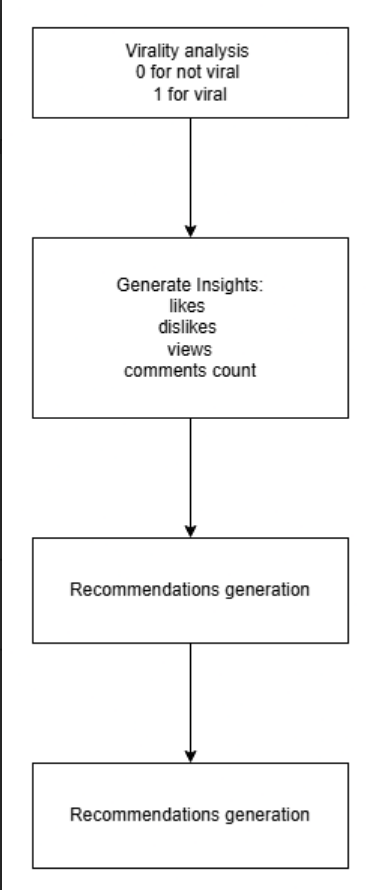 Virality analysis
0 for not viral
1 for viral
Generate Insights:
likes
dislikes
views
comments count
Recommendations generation
Recommendations generation